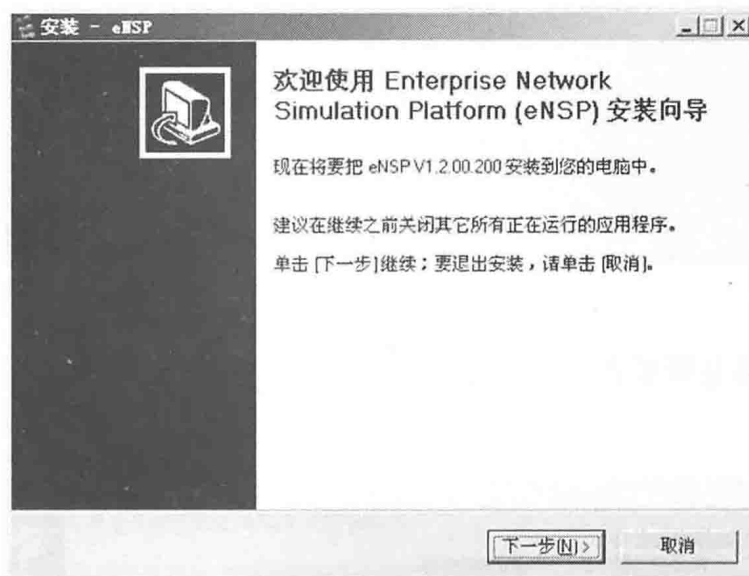 安装 - eNSP
欢迎使用 Enterprise Network
Simulation Platform (eNSP) 安装向导
现在将要把 eNSP V1.2.00.200 安装到您的电脑中。
建议在继续之前关闭其它所有正在运行的应用程序。
单击 [下一步]继续；要退出安装，请单击 [取消]。
下一步(N) >
取消